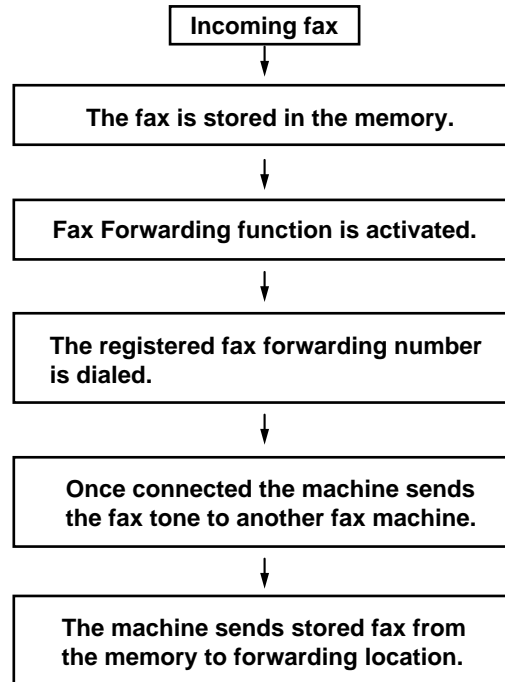 Incoming fax
The fax is stored in the memory.
Fax Forwarding function is activated.
The registered fax forwarding number
is dialed.
Once connected the machine sends
the fax tone to another fax machine.
The machine sends stored fax from
the memory to forwarding location.